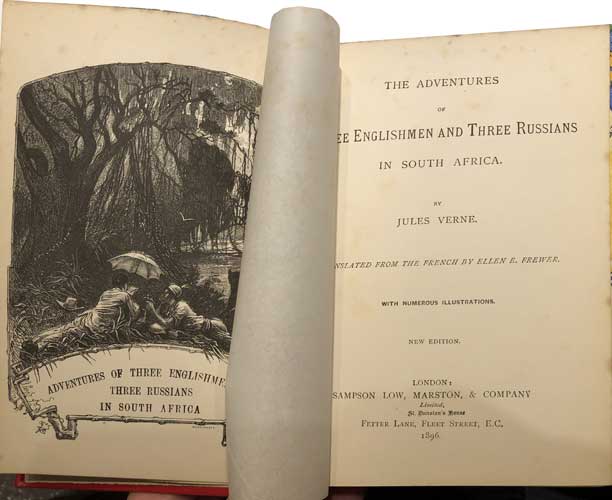 ADVENTURES OF THREE ENGLISHME
THREE RUSSIANS
IN SOUTH AFRICA
THE ADVENTURES
OF
EE ENGLISHMEN AND THREE RUSSIANS
IN SOUTH AFRICA.
BY
JULES VERNE.
NSLATED FROM THE FRENCH BY ELLEN E. FREWER.
WITH NUMEROUS ILLUSTRATIONS.
NEW EDITION.
LONDON:
SAMPSON LOW, MARSTON, & COMPANY
Limited,
St. Dunstan's House
FETTER LANE, FLEET STREET, E.C.
1896.